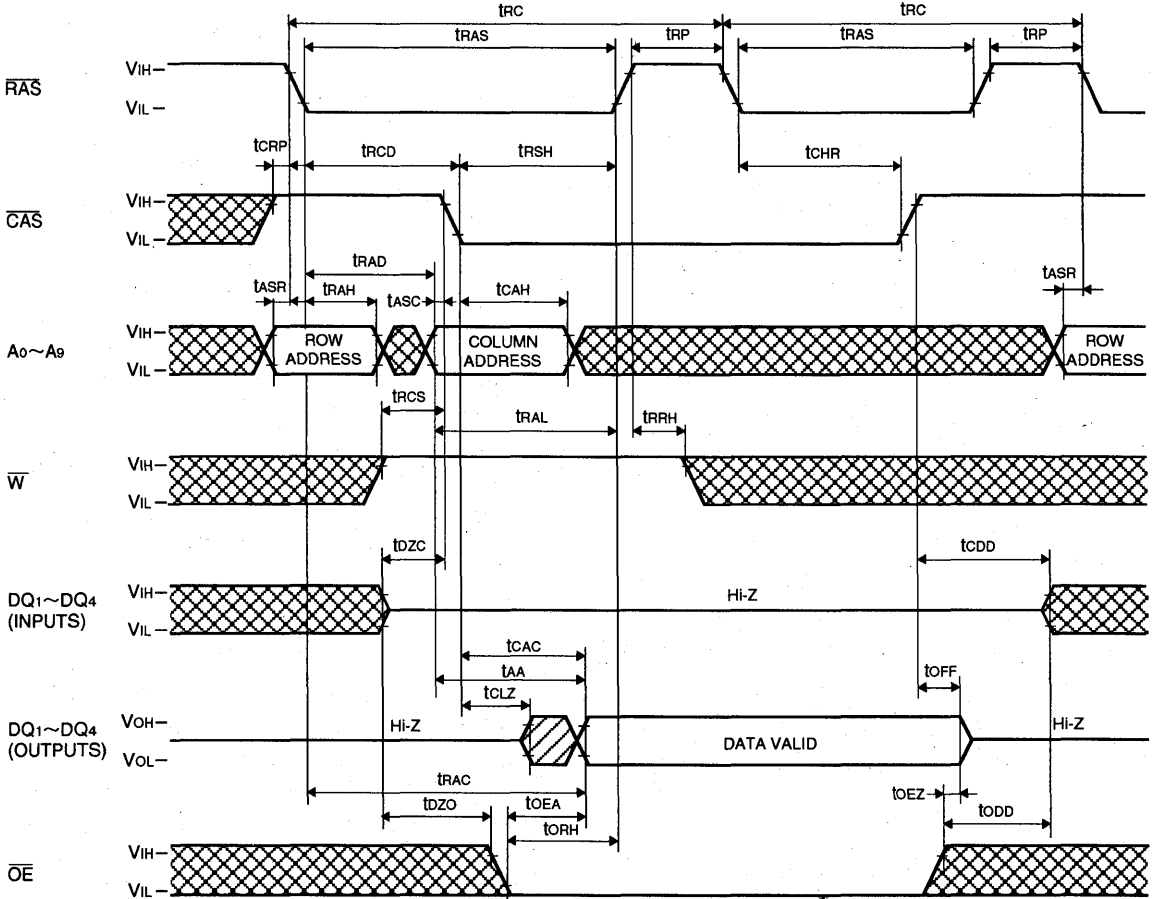 tRC tRC
tRAS tRP tRAS tRP
RAS VIH
VIL
tCRP tRCD tRSH tCHR
CAS VIH
VIL
tRAD
tASR tRAH tASC tCAH tASR
A0~A9 VIH
VIL
ROW ADDRESS
COLUMN ADDRESS
ROW ADDRESS
tRCS
tRAL tRRH
W VIH
VIL
tDZC tCDD
DQ1~DQ4
(INPUTS)
VIH
VIL
Hi-Z
tCAC
tAA
tCLZ tOFF
DQ1~DQ4
(OUTPUTS)
VOH
VOL
Hi-Z DATA VALID Hi-Z
tRAC
tDZO tOEA tOEZ
tORH tODD
OE VIH
VIL